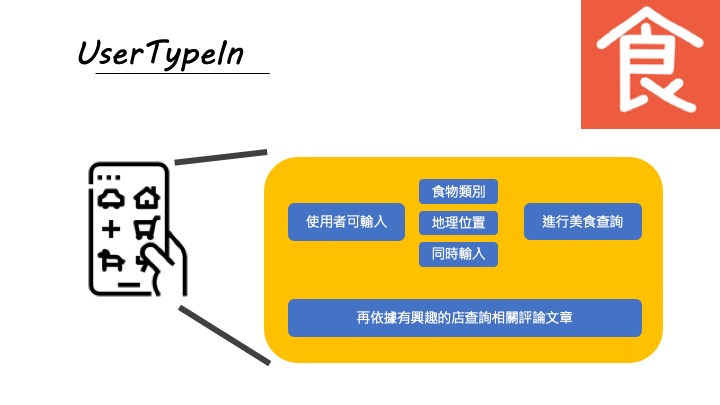 UserTypeIn
食
使用者可輸入
食物類別
地理位置
同時輸入
進行美食查詢
再依據有興趣的店查詢相關評論文章